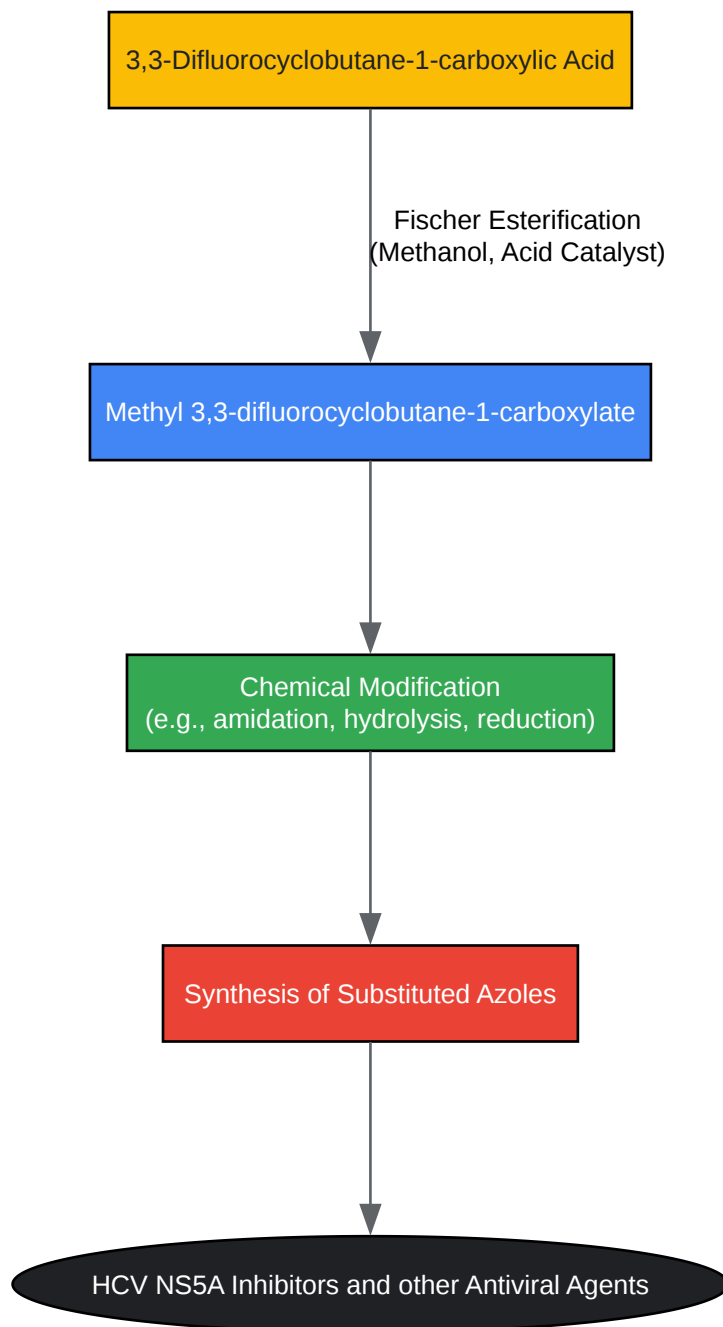 3,3-Difluorocyclobutane-1-carboxylic Acid
Fischer Esterification
(Methanol, Acid Catalyst)
Methyl 3,3-difluorocyclobutane-1-carboxylate
Chemical Modification
(e.g., amidation, hydrolysis, reduction)
Synthesis of Substituted Azoles
HCV NS5A Inhibitors and other Antiviral Agents